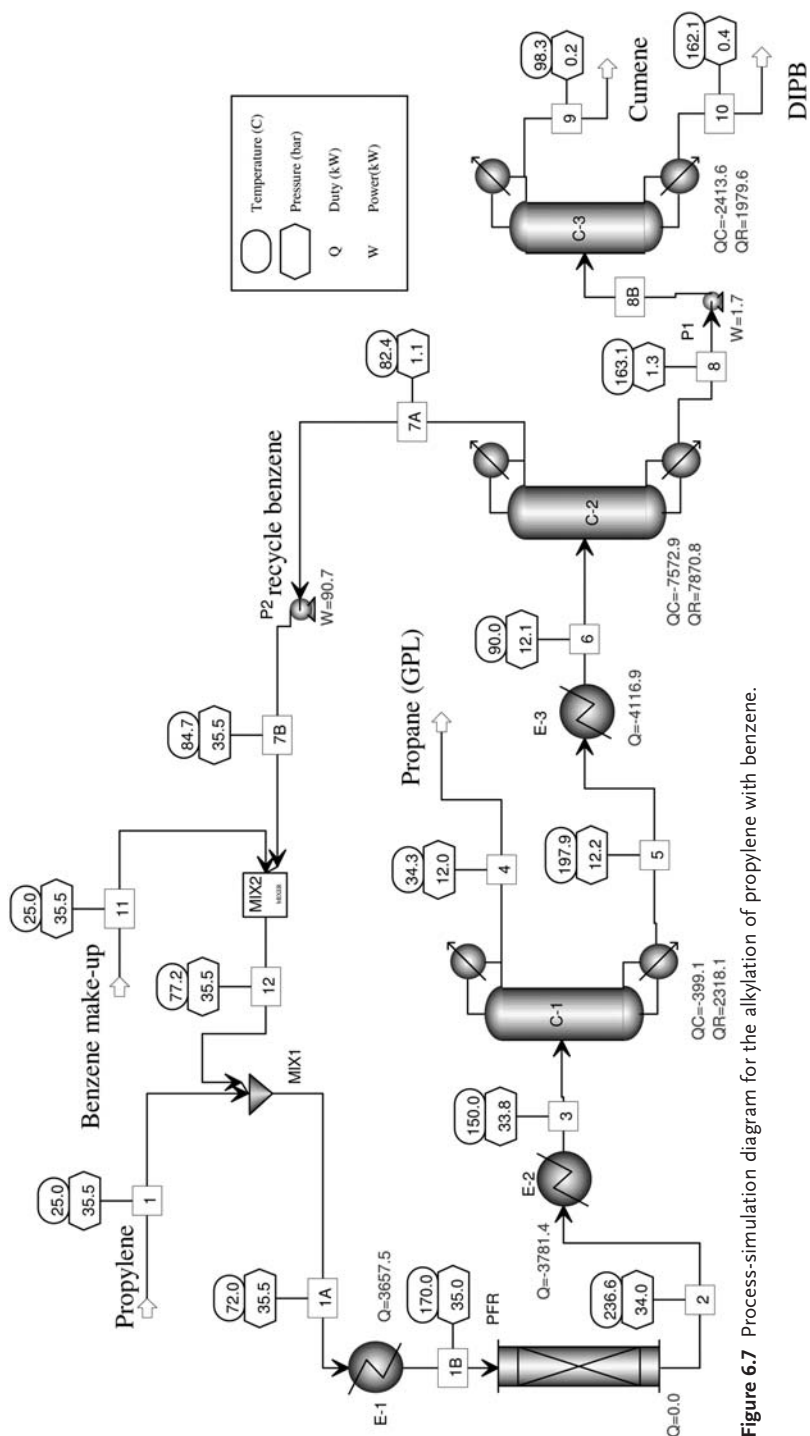 Propylene
25.0
35.5
1
Benzene make-up
25.0
35.5
11
MIX2
77.2
35.5
12
MIX1
72.0
35.5
1A
E-1
Q=3657.5
170.0
35.0
1B
PFR
Q=0.0
236.6
34.0
2
E-2
Q=-3781.4
150.0
33.8
3
C-1
QC=-399.1
QR=2318.1
34.3
12.0
4
Propane (GPL)
197.9
12.2
5
E-3
Q=-4116.9
90.0
12.1
6
C-2
QC=-7572.9
QR=7870.8
82.4
1.1
7A
recycle benzene
P2
W=90.7
84.7
35.5
7B
163.1
1.3
8
P1
W=1.7
8B
C-3
QC=-2413.6
QR=1979.6
98.3
0.2
9
Cumene
162.1
0.4
10
DIPB
Temperature (C)
Pressure (bar)
Q Duty (kW)
W Power(kW)
Figure 6.7 Process-simulation diagram for the alkylation of propylene with benzene.